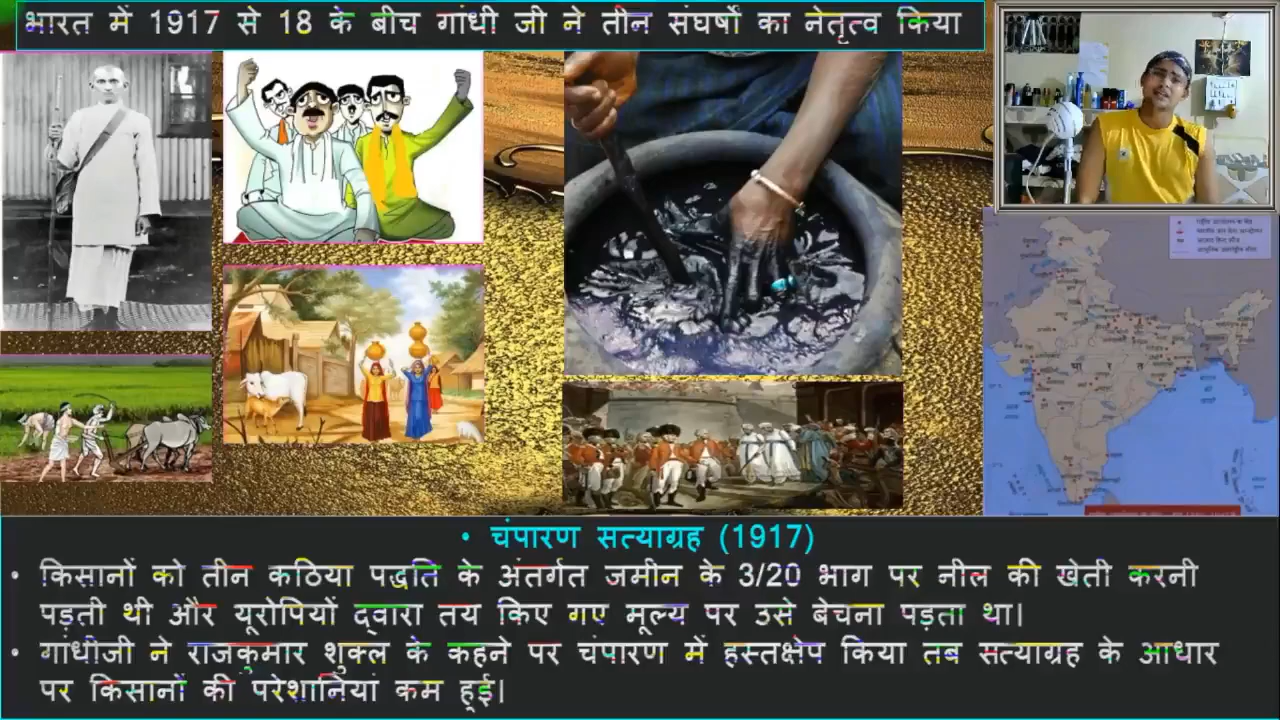 भारत में 1917 से 18 के बीच गांधी जी ने तीन संघर्षों का नेतृत्व किया
भा र त
• चंपारण सत्याग्रह (1917)
• किसानों को तीन कठिया पद्धति के अंतर्गत जमीन के 3/20 भाग पर नील की खेती करनी
पड़ती थी और यूरोपियों द्वारा तय किए गए मूल्य पर उसे बेचना पड़ता था।
• गांधीजी ने राजकुमार शुक्ल के कहने पर चंपारण में हस्तक्षेप किया तब सत्याग्रह के आधार
पर किसानों की परेशानियां कम हुई।